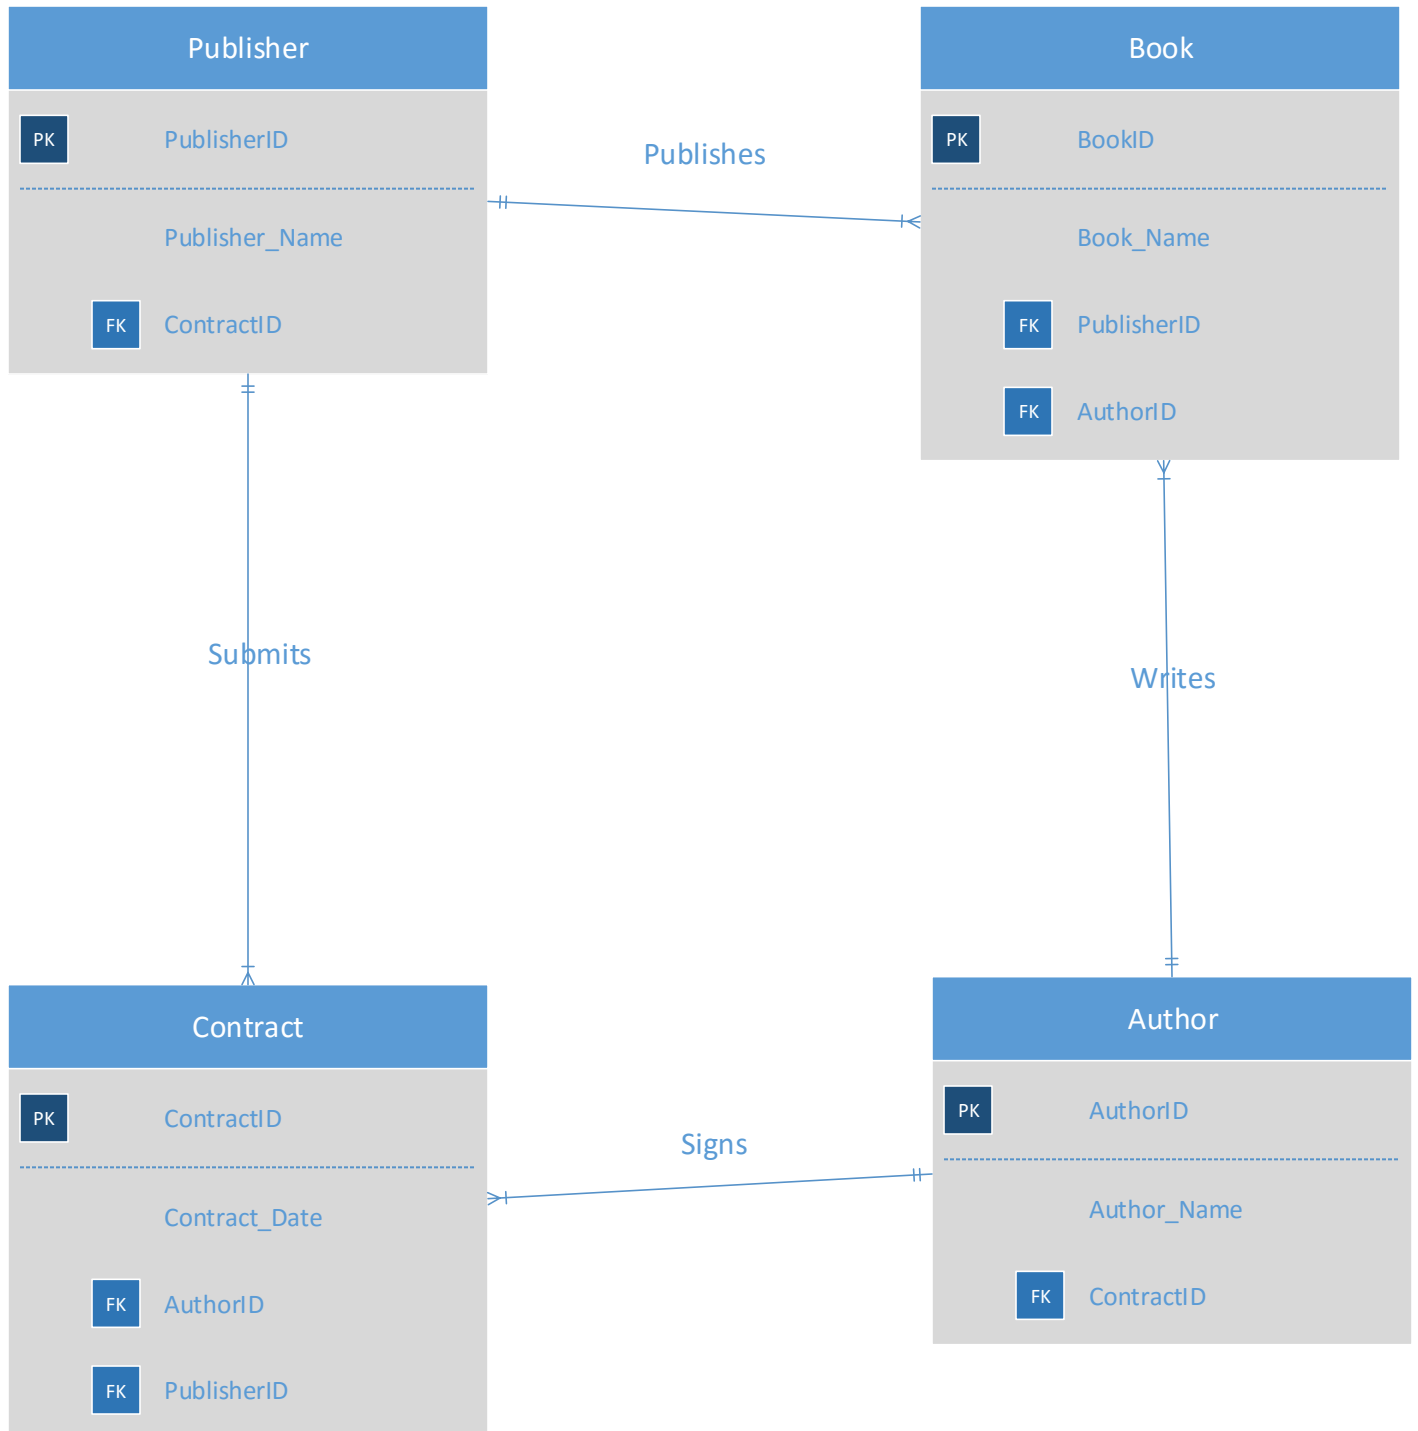 Publisher
PK PublisherID
Publisher_Name
FK ContractID
Publishes
Book
PK BookID
Book_Name
FK PublisherID
FK AuthorID
Submits
Writes
Contract
PK ContractID
Contract_Date
FK AuthorID
FK PublisherID
Signs
Author
PK AuthorID
Author_Name
FK ContractID